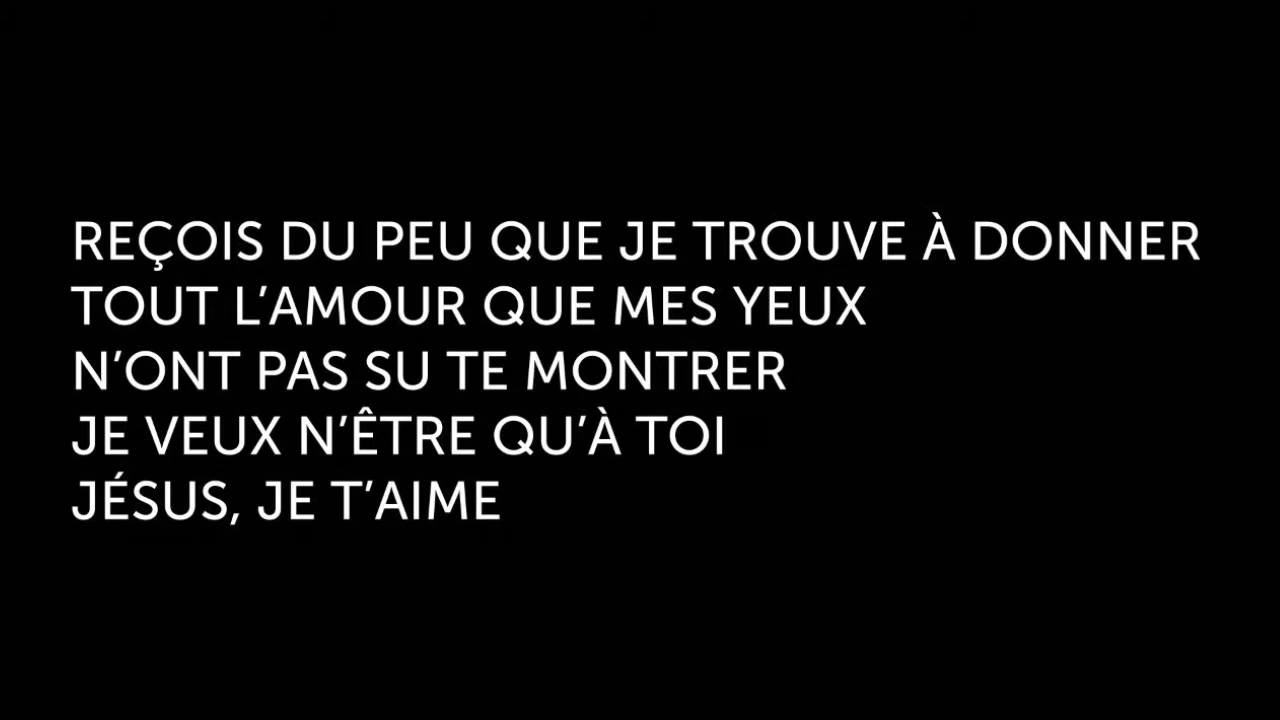 REÇOIS DU PEU QUE JE TROUVE À DONNER
TOUT L’AMOUR QUE MES YEUX
N’ONT PAS SU TE MONTRER
JE VEUX N’ÊTRE QU’À TOI
JÉSUS, JE T’AIME